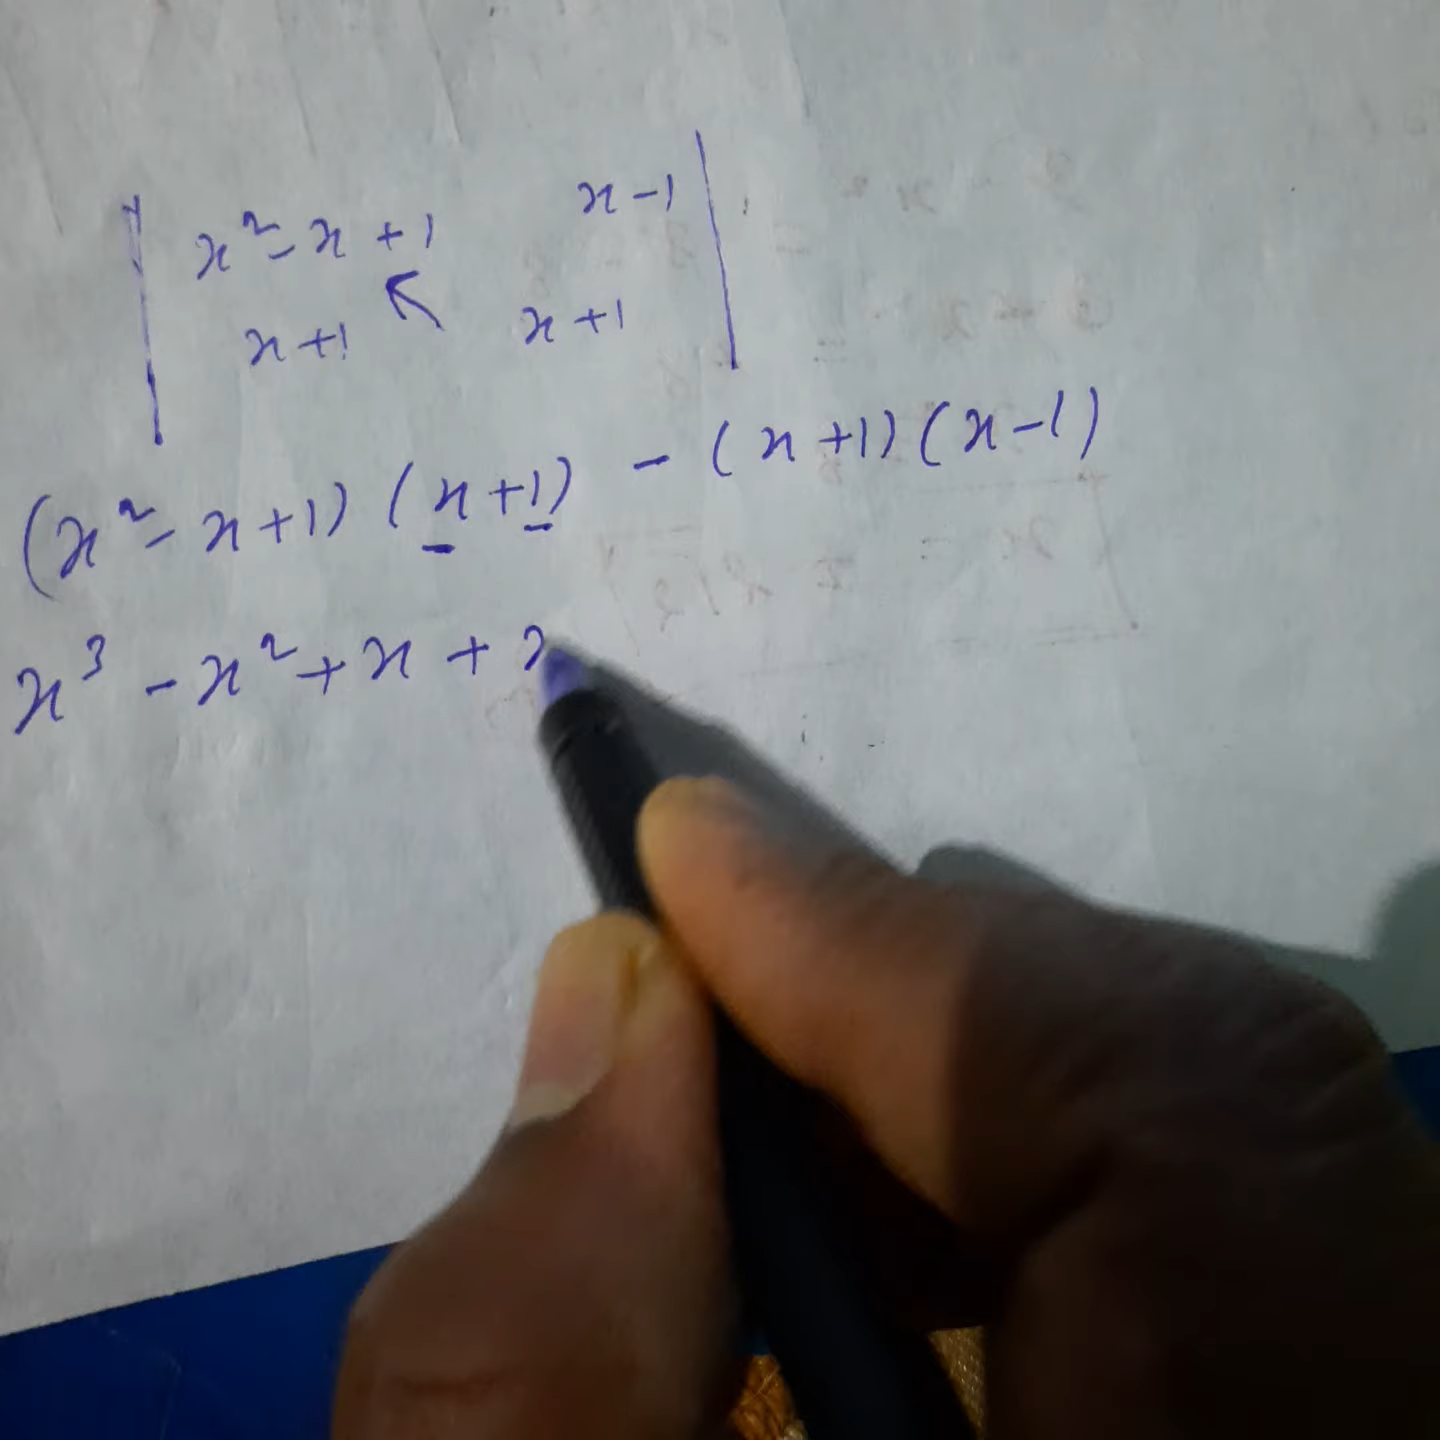 | x² - x + 1 x - 1 |
| x + 1 x + 1 |
(x² - x + 1) (x + 1) - (x + 1) (x - 1)
x³ - x² + x + x